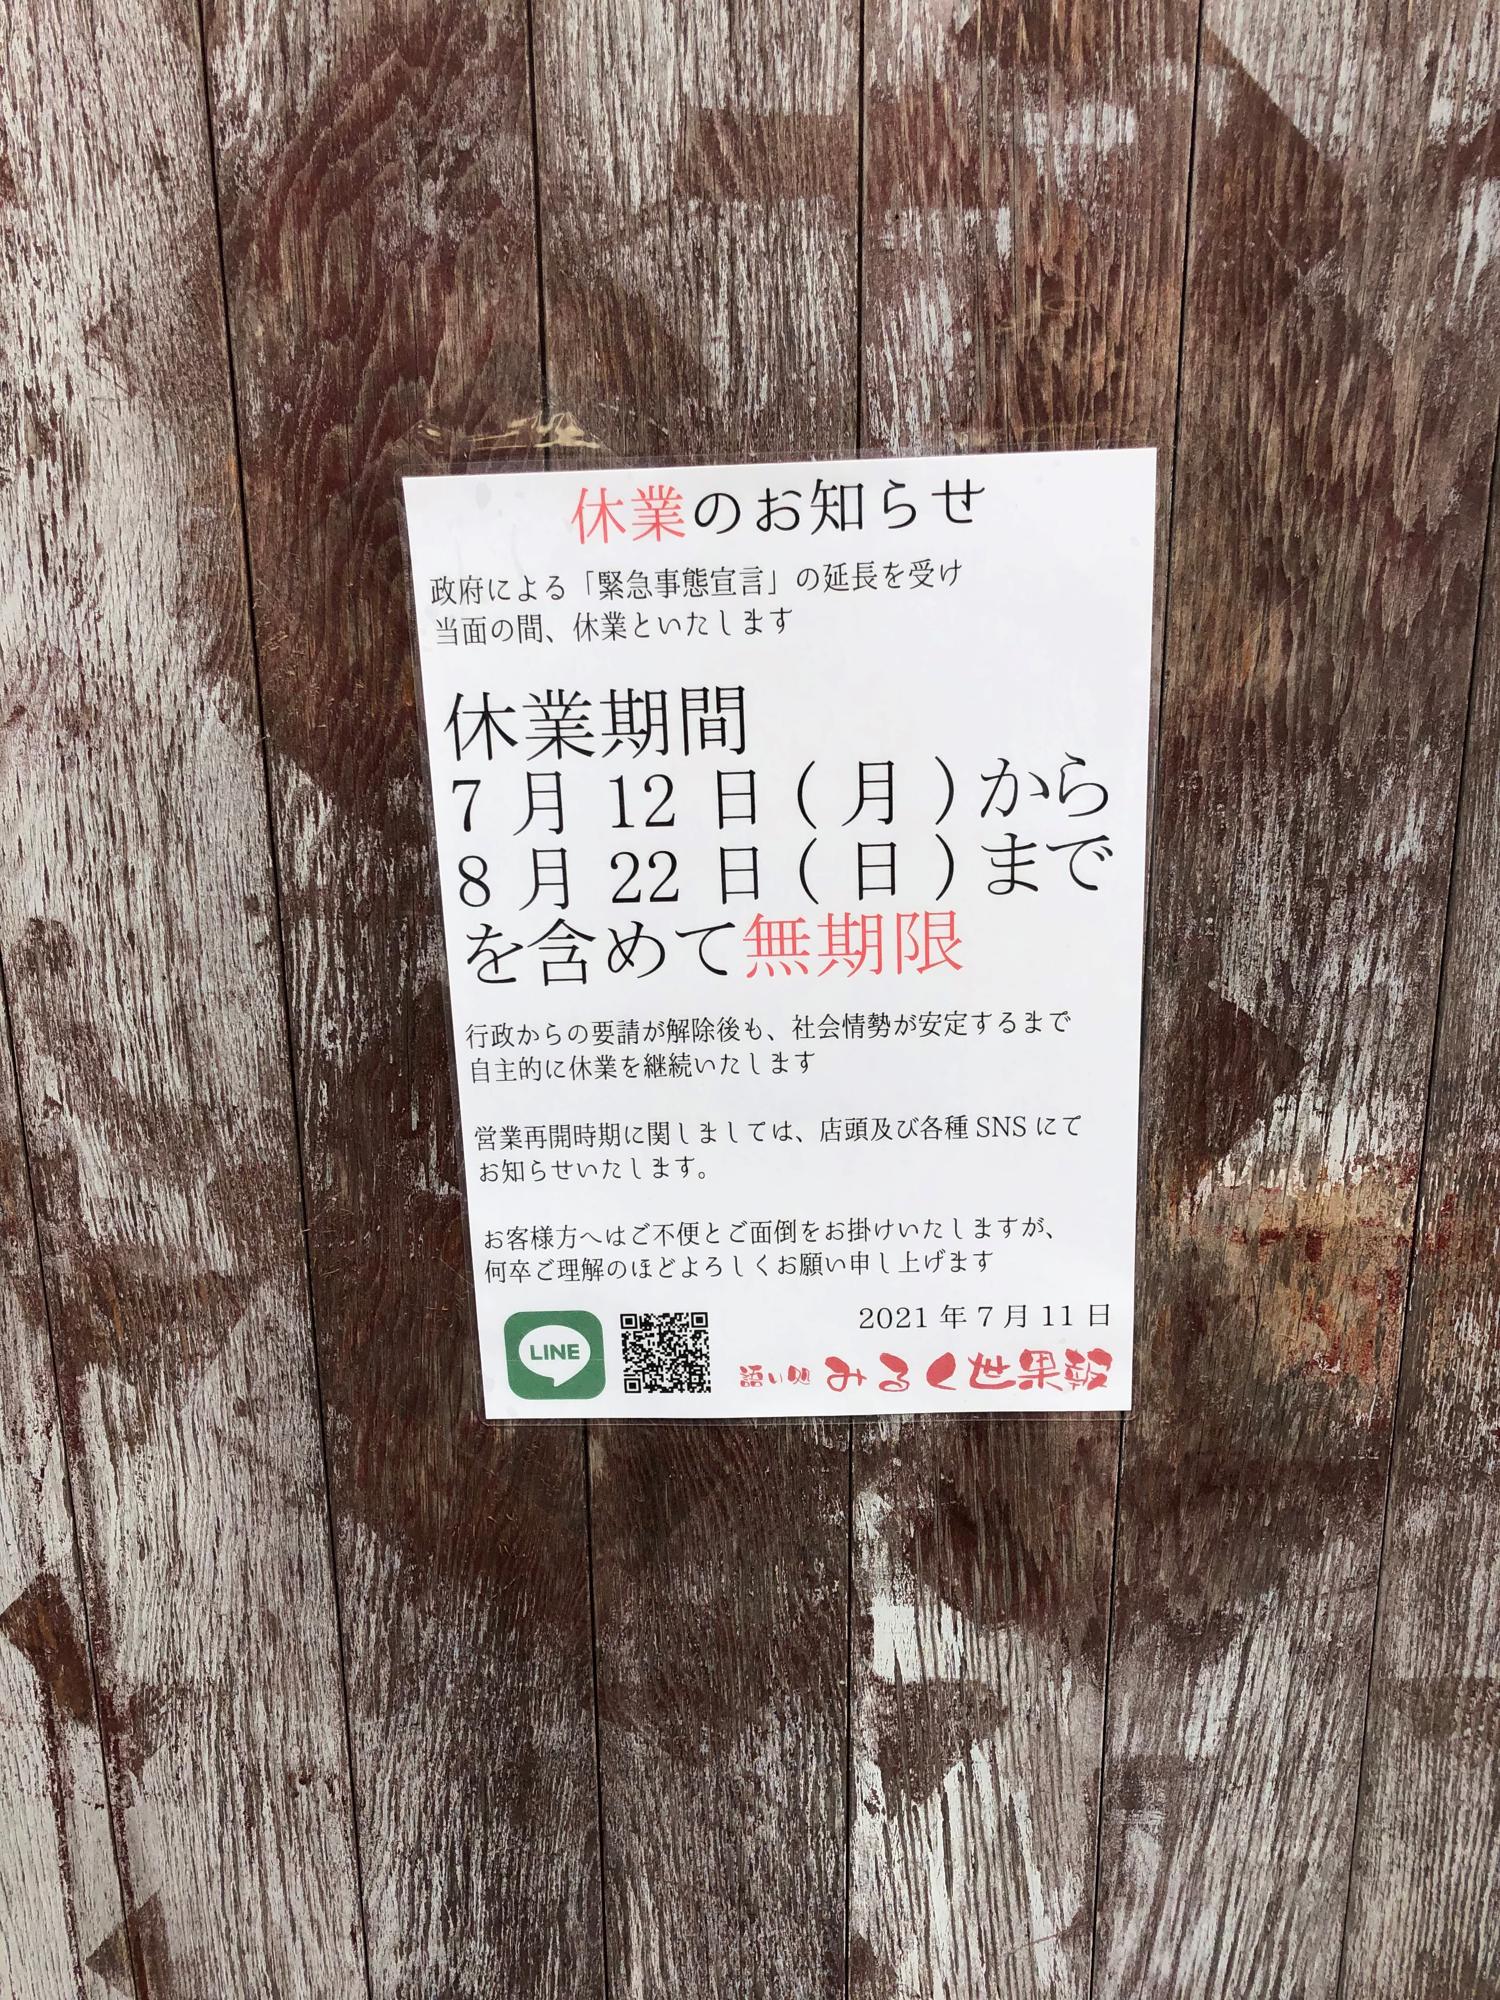 休業のお知らせ
政府による「緊急事態宣言」の延長を受け
当面の間、休業といたします
休業期間
7月12日(月)から
8月22日(日)まで
を含めて無期限
行政からの要請が解除後も、社会情勢が安定するまで
自主的に休業を継続いたします
営業再開時期に関しましては、店頭及び各種SNSにて
お知らせいたします。
お客様方へはご不便とご面倒をお掛けいたしますが、
何卒ご理解のほどよろしくお願い申し上げます
2021年7月11日
LINE
語い処 みるく世果報